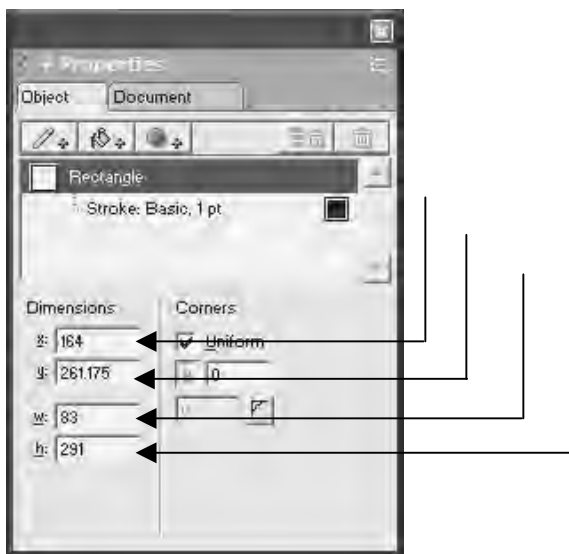 Properties
Object Document
Rectangle
Stroke: Basic, 1 pt
Dimensions Corners
x: 164 Uniform
y: 261.175 0
w: 83
h: 291